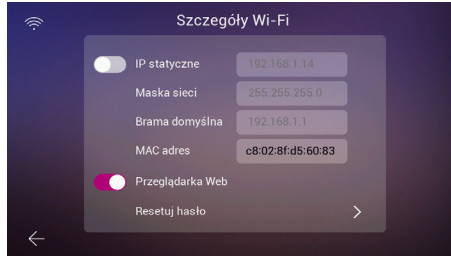 Szczegóły Wi-Fi
IP statyczne 192.168.1.14
Maska sieci 255.255.255.0
Brama domyślna 192.168.1.1
MAC adres c8:02:8f:d5:60:83
Przeglądarka Web
Resetuj hasło